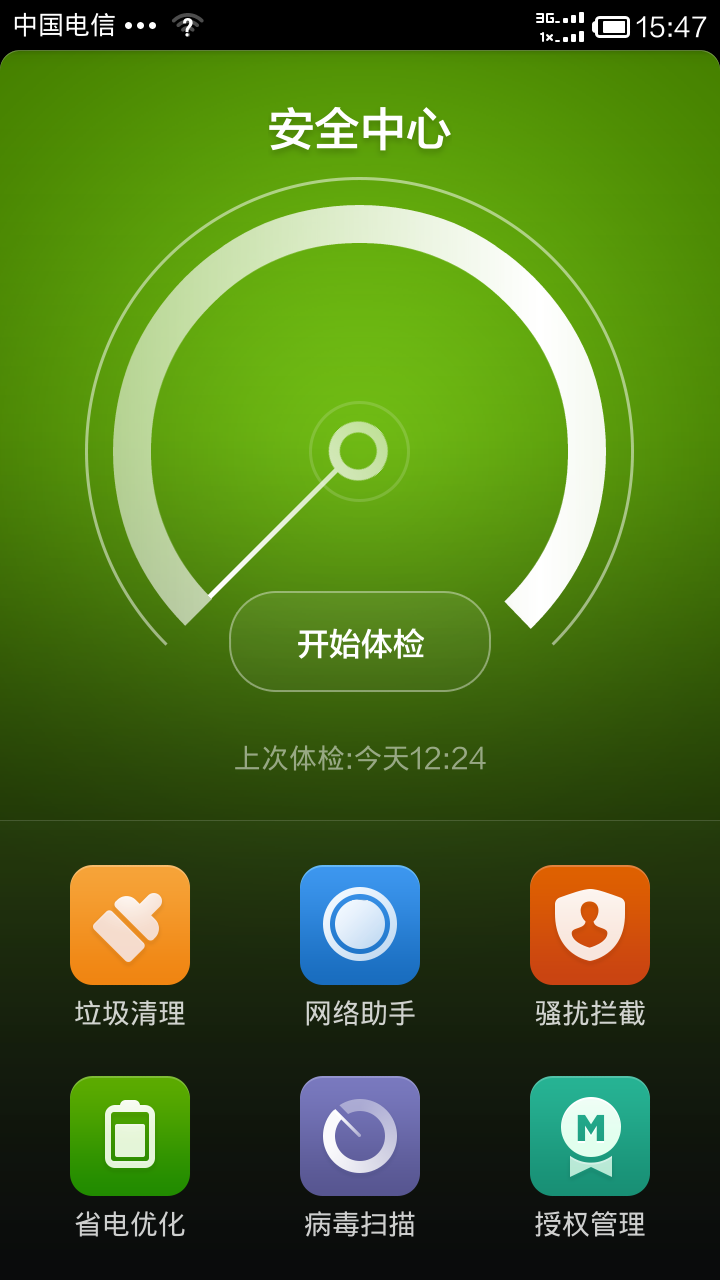 中国电信 ••• 3G 1× 15:47
安全中心
开始体检
上次体检:今天12:24
垃圾清理 网络助手 骚扰拦截
M
省电优化 病毒扫描 授权管理